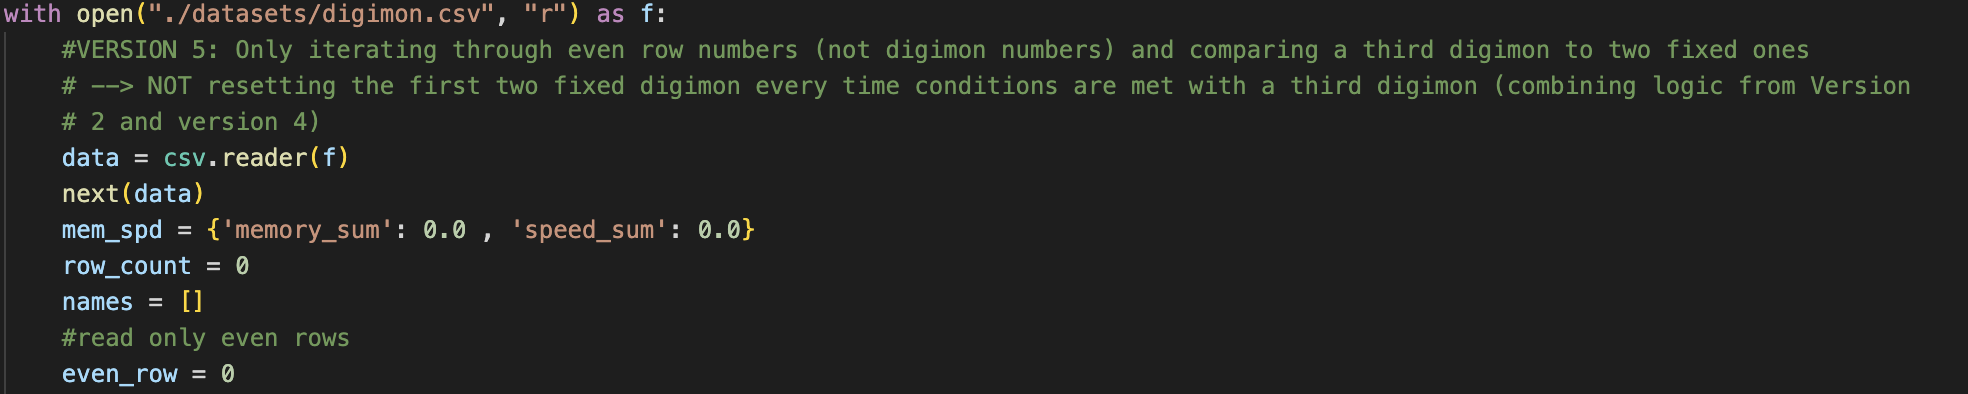 with open("./datasets/digimon.csv", "r") as f:
    #VERSION 5: Only iterating through even row numbers (not digimon numbers) and comparing a third digimon to two fixed ones
    # --> NOT resetting the first two fixed digimon every time conditions are met with a third digimon (combining logic from Version
    # 2 and version 4)
    data = csv.reader(f)
    next(data)
    mem_spd = {'memory_sum': 0.0 , 'speed_sum': 0.0}
    row_count = 0
    names = []
    #read only even rows
    even_row = 0